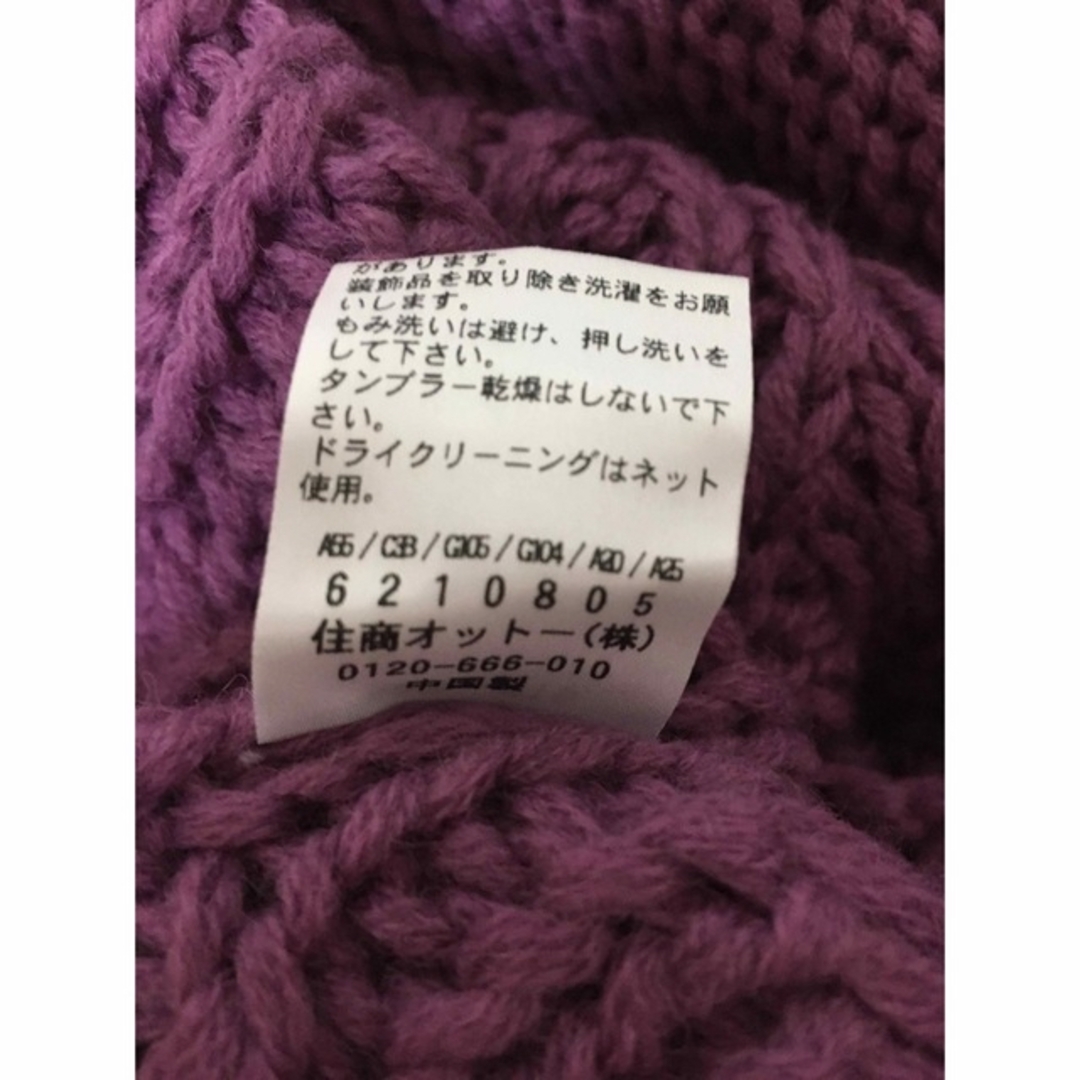 があります。
装飾品を取り除き洗濯をお願
いします。
もみ洗いは避け、押し洗いを
して下さい。
タンブラー乾燥はしないで下
さい。
ドライクリーニングはネット
使用。
A55/C3B/G105/G104/A20/A25
6210805
住商オットー(株)
0120-666-010
中国製